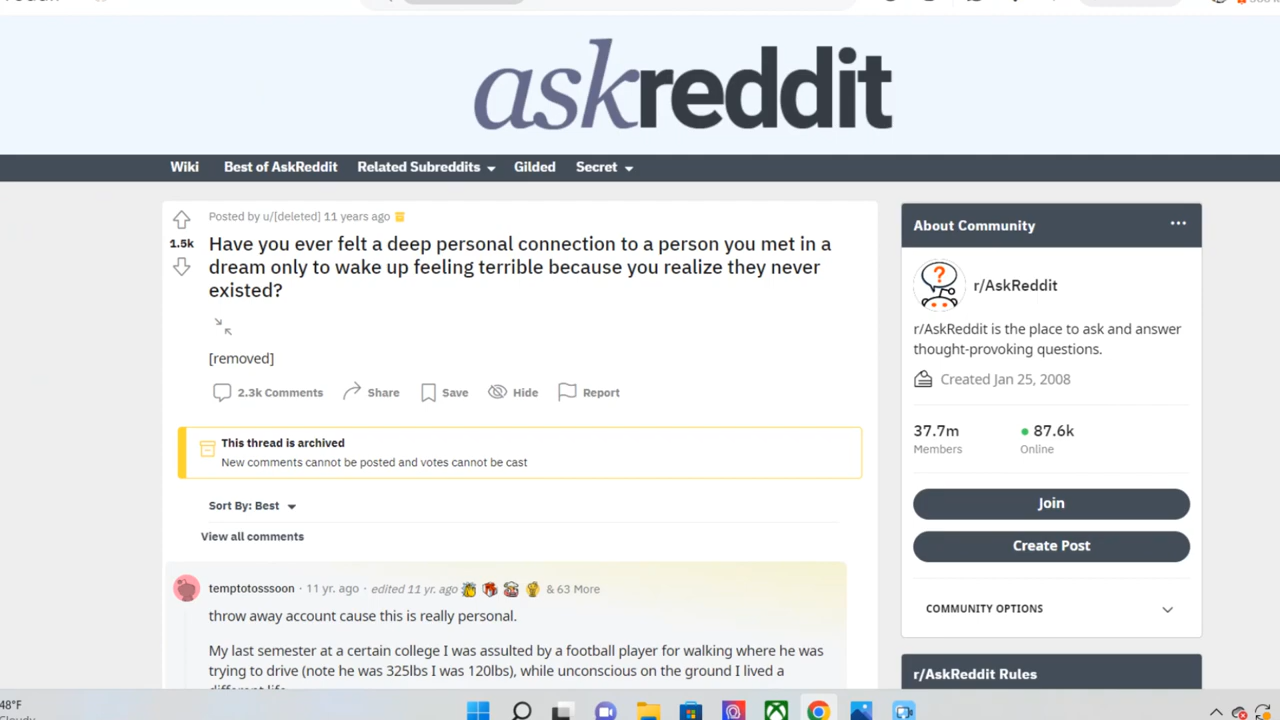 askreddit
Wiki Best of AskReddit Related Subreddits Gilded Secret
Posted by u/[deleted] 11 years ago
1.5k
Have you ever felt a deep personal connection to a person you met in a
dream only to wake up feeling terrible because you realize they never
existed?
[removed]
2.3k Comments Share Save Hide Report
This thread is archived
New comments cannot be posted and votes cannot be cast
Sort By: Best
View all comments
temptotosssoon · 11 yr. ago · edited 11 yr. ago & 63 More
throw away account cause this is really personal.
My last semester at a certain college I was assulted by a football player for walking where he was
trying to drive (note he was 325lbs I was 120lbs), while unconscious on the ground I lived a
different life
About Community
r/AskReddit
r/AskReddit is the place to ask and answer
thought-provoking questions.
Created Jan 25, 2008
37.7m 87.6k
Members Online
Join
Create Post
COMMUNITY OPTIONS
r/AskReddit Rules
48°F
Cloudy